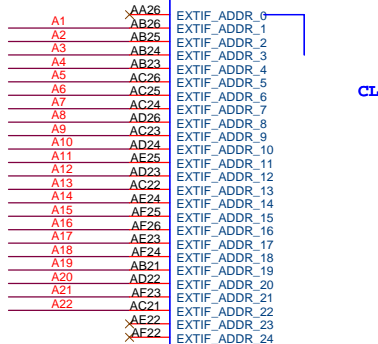 AA26 EXTIF_ADDR_0
A1 AB26 EXTIF_ADDR_1
A2 AB25 EXTIF_ADDR_2
A3 AB24 EXTIF_ADDR_3
A4 AB23 EXTIF_ADDR_4
A5 AC26 EXTIF_ADDR_5
A6 AC25 EXTIF_ADDR_6
A7 AC24 EXTIF_ADDR_7
A8 AD26 EXTIF_ADDR_8
A9 AC23 EXTIF_ADDR_9
A10 AD24 EXTIF_ADDR_10
A11 AE25 EXTIF_ADDR_11
A12 AD23 EXTIF_ADDR_12
A13 AC22 EXTIF_ADDR_13
A14 AE24 EXTIF_ADDR_14
A15 AF25 EXTIF_ADDR_15
A16 AF26 EXTIF_ADDR_16
A17 AE23 EXTIF_ADDR_17
A18 AF24 EXTIF_ADDR_18
A19 AB21 EXTIF_ADDR_19
A20 AD22 EXTIF_ADDR_20
A21 AF23 EXTIF_ADDR_21
A22 AC21 EXTIF_ADDR_22
AE22 EXTIF_ADDR_23
AF22 EXTIF_ADDR_24